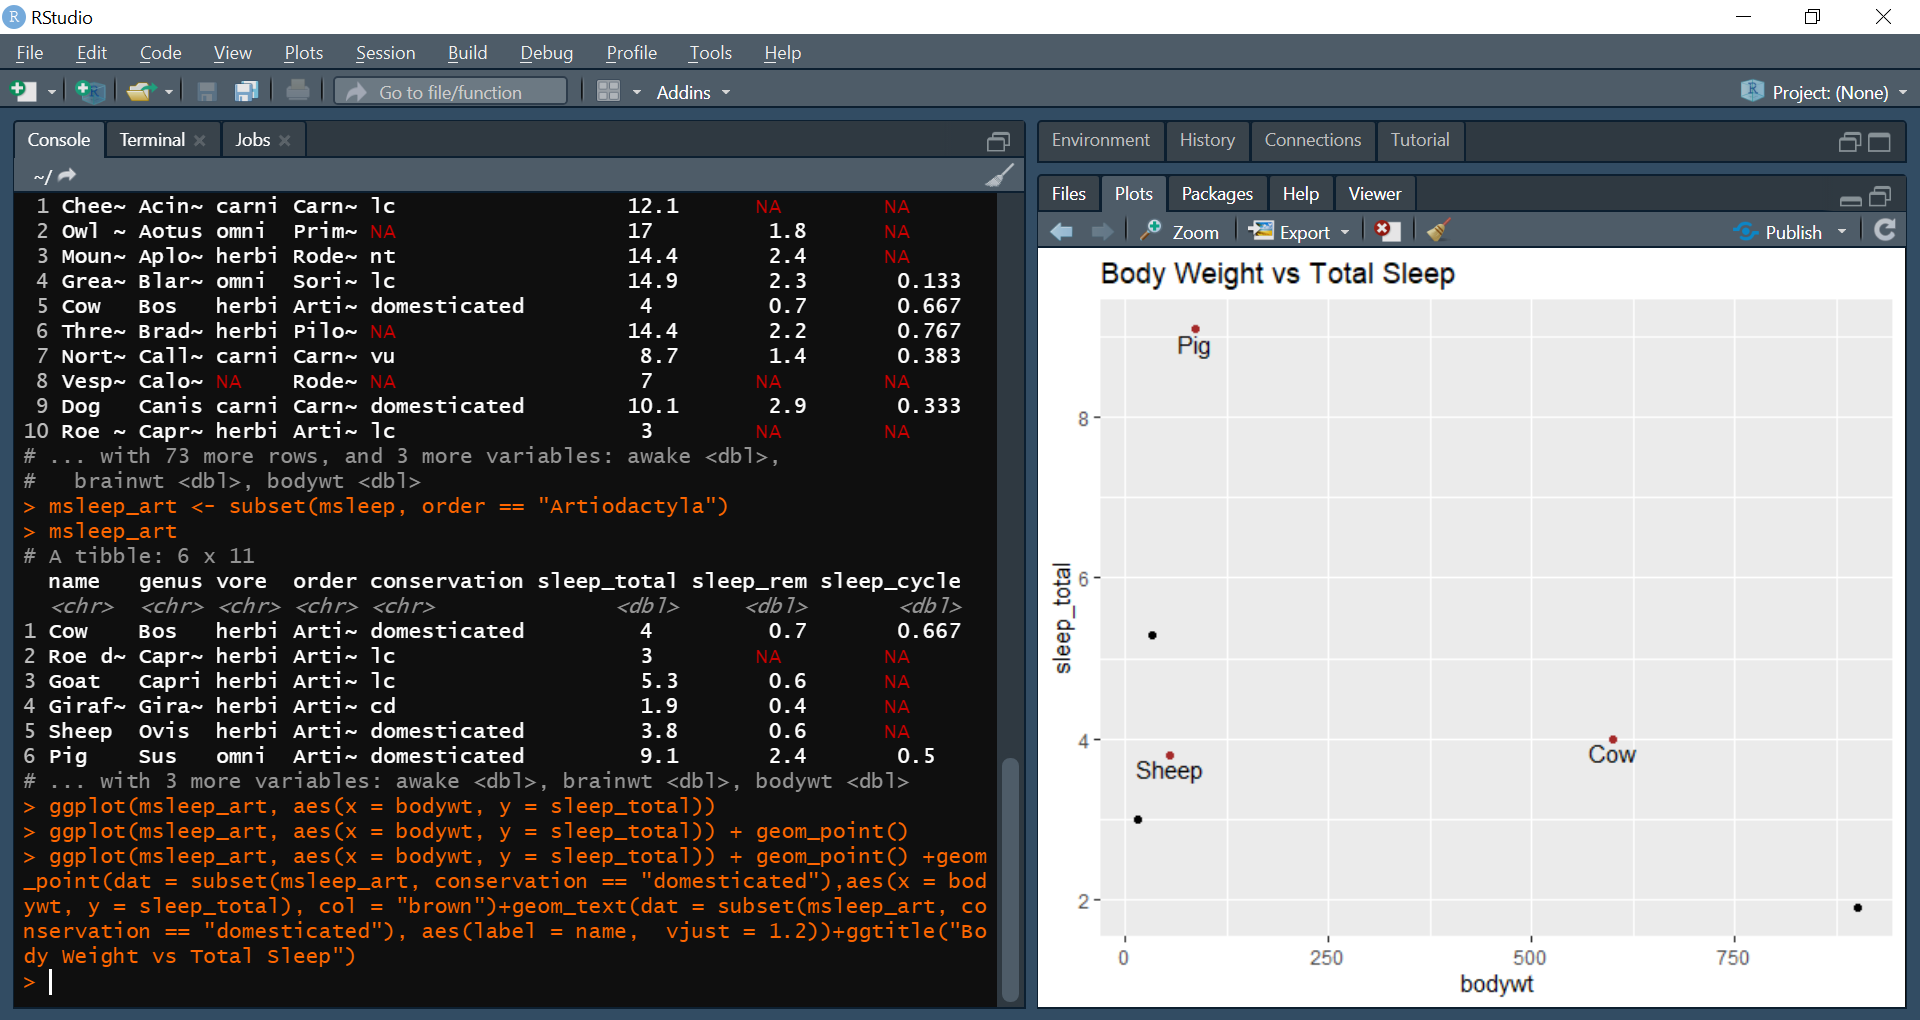 RStudio
File Edit Code View Plots Session Build Debug Profile Tools Help
Go to file/function Addins Project: (None)
Console Terminal Jobs
~/
1 Chee~ Acin~ carni Carn~ lc 12.1 NA NA
2 Owl ~ Aotus omni Prim~ NA 17 1.8 NA
3 Moun~ Aplo~ herbi Rode~ nt 14.4 2.4 NA
4 Grea~ Blar~ omni Sori~ lc 14.9 2.3 0.133
5 Cow Bos herbi Arti~ domesticated 4 0.7 0.667
6 Thre~ Brad~ herbi Pilo~ NA 14.4 2.2 0.767
7 Nort~ Call~ carni Carn~ vu 8.7 1.4 0.383
8 Vesp~ Calo~ NA Rode~ NA 7 NA NA
9 Dog Canis carni Carn~ domesticated 10.1 2.9 0.333
10 Roe ~ Capr~ herbi Arti~ lc 3 NA NA
# ... with 73 more rows, and 3 more variables: awake <dbl>,
# brainwt <dbl>, bodywt <dbl>
> msleep_art <- subset(msleep, order == "Artiodactyla")
> msleep_art
# A tibble: 6 x 11
name genus vore order conservation sleep_total sleep_rem sleep_cycle
<chr> <chr> <chr> <chr> <chr> <dbl> <dbl> <dbl>
1 Cow Bos herbi Arti~ domesticated 4 0.7 0.667
2 Roe d~ Capr~ herbi Arti~ lc 3 NA NA
3 Goat Capri herbi Arti~ lc 5.3 0.6 NA
4 Giraf~ Gira~ herbi Arti~ cd 1.9 0.4 NA
5 Sheep Ovis herbi Arti~ domesticated 3.8 0.6 NA
6 Pig Sus omni Arti~ domesticated 9.1 2.4 0.5
# ... with 3 more variables: awake <dbl>, brainwt <dbl>, bodywt <dbl>
> ggplot(msleep_art, aes(x = bodywt, y = sleep_total))
> ggplot(msleep_art, aes(x = bodywt, y = sleep_total)) + geom_point()
> ggplot(msleep_art, aes(x = bodywt, y = sleep_total)) + geom_point() +geom
_point(dat = subset(msleep_art, conservation == "domesticated"),aes(x = bod
ywt, y = sleep_total), col = "brown")+geom_text(dat = subset(msleep_art, co
nservation == "domesticated"), aes(label = name, vjust = 1.2))+ggtitle("Bo
dy Weight vs Total Sleep")
>
Environment History Connections Tutorial
Files Plots Packages Help Viewer
Zoom Export Publish
Body Weight vs Total Sleep
Pig
8
6
sleep_total
4
Cow
Sheep
2
0 250 500 750
bodywt